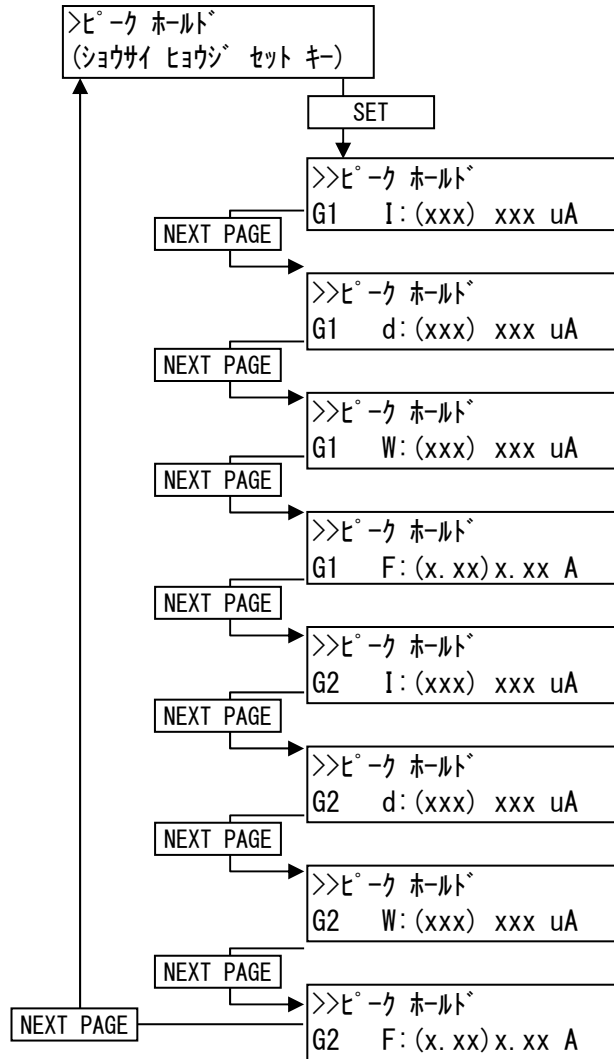 >ﾋﾟｰｸ ﾎｰﾙﾄﾞ
(ｼｮｳｻｲ ﾋｮｳｼﾞ ｾｯﾄ ｷｰ)
SET
>>ﾋﾟｰｸ ﾎｰﾙﾄﾞ
G1 I:(xxx) xxx uA
NEXT PAGE
>>ﾋﾟｰｸ ﾎｰﾙﾄﾞ
G1 d:(xxx) xxx uA
NEXT PAGE
>>ﾋﾟｰｸ ﾎｰﾙﾄﾞ
G1 W:(xxx) xxx uA
NEXT PAGE
>>ﾋﾟｰｸ ﾎｰﾙﾄﾞ
G1 F:(x.xx)x.xx A
NEXT PAGE
>>ﾋﾟｰｸ ﾎｰﾙﾄﾞ
G2 I:(xxx) xxx uA
NEXT PAGE
>>ﾋﾟｰｸ ﾎｰﾙﾄﾞ
G2 d:(xxx) xxx uA
NEXT PAGE
>>ﾋﾟｰｸ ﾎｰﾙﾄﾞ
G2 W:(xxx) xxx uA
NEXT PAGE
>>ﾋﾟｰｸ ﾎｰﾙﾄﾞ
G2 F:(x.xx)x.xx A
NEXT PAGE